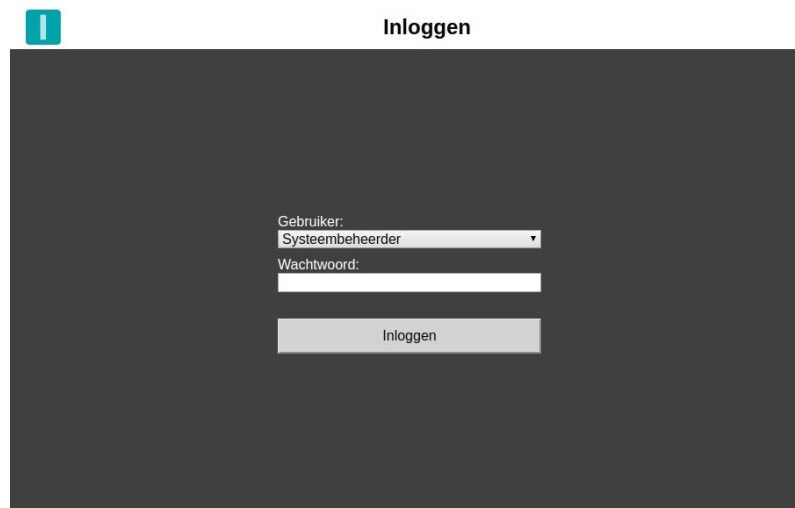 Inloggen
Gebruiker:
Systeembeheerder
Wachtwoord:
Inloggen